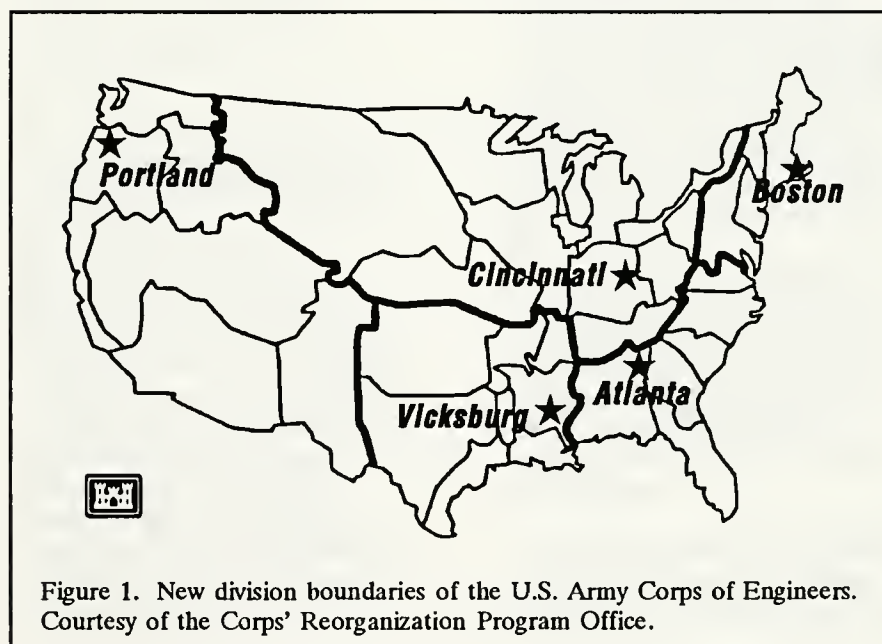 Portland
Boston
Cincinnati
Atlanta
Vicksburg
Figure 1. New division boundaries of the U.S. Army Corps of Engineers.
Courtesy of the Corps' Reorganization Program Office.